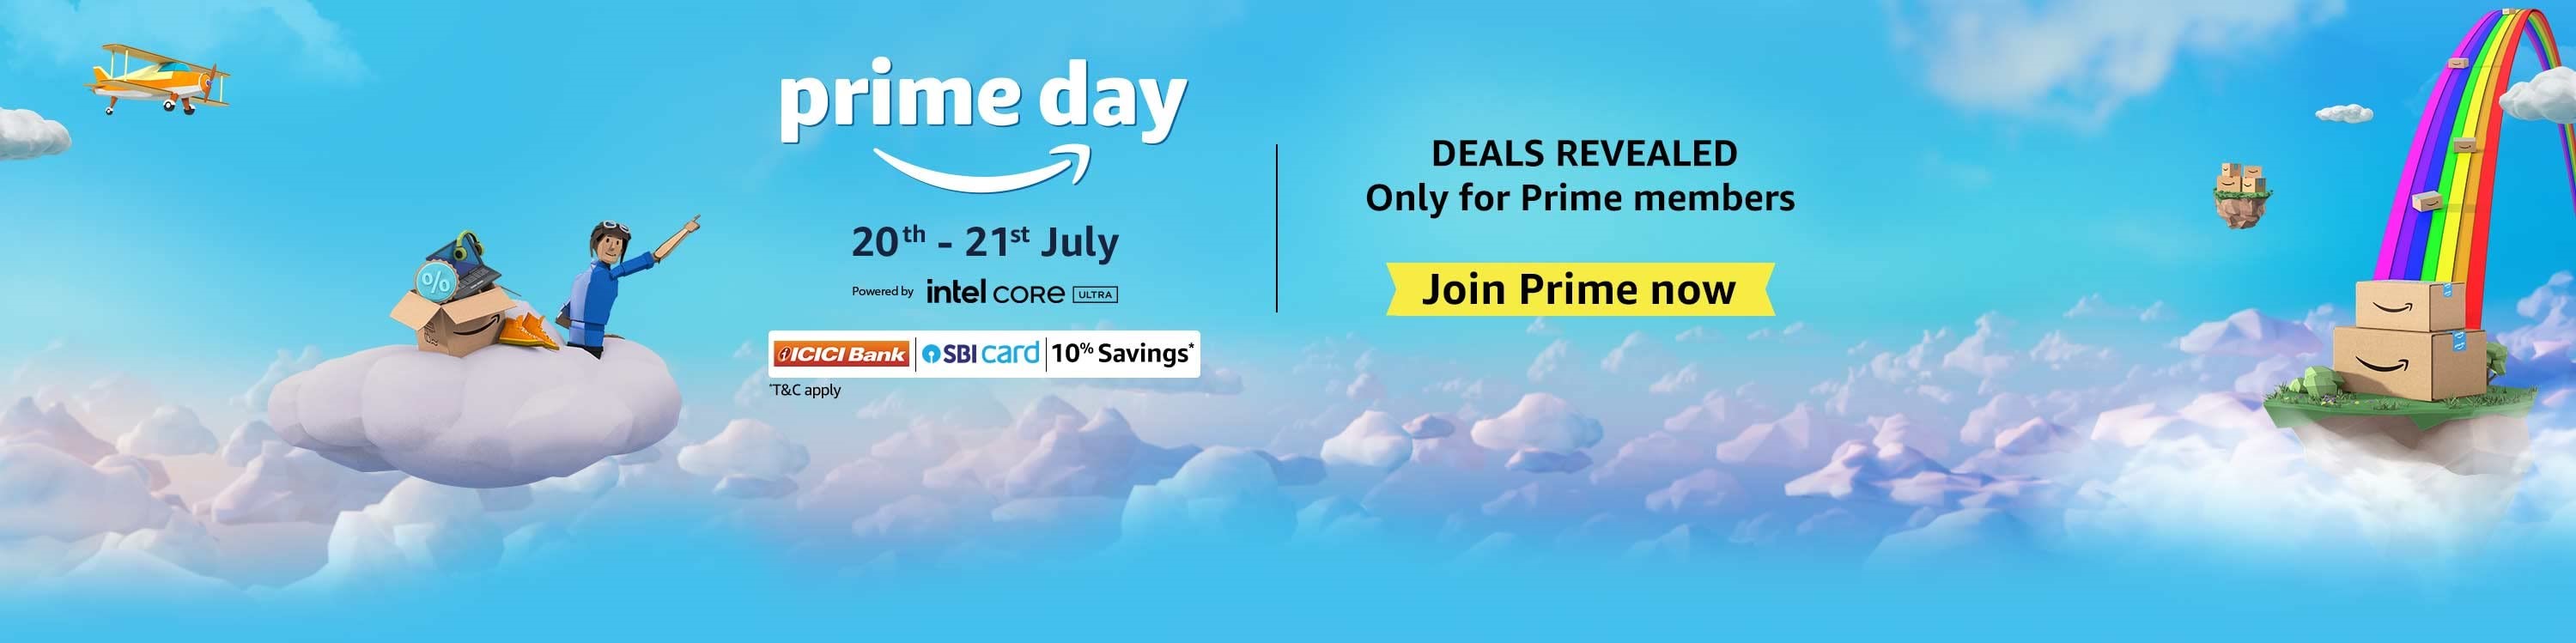 prime day
20th - 21st July
Powered by intel CORE ULTRA
ICICI Bank SBI card 10% Savings*
*T&C apply
DEALS REVEALED
Only for Prime members
Join Prime now
%